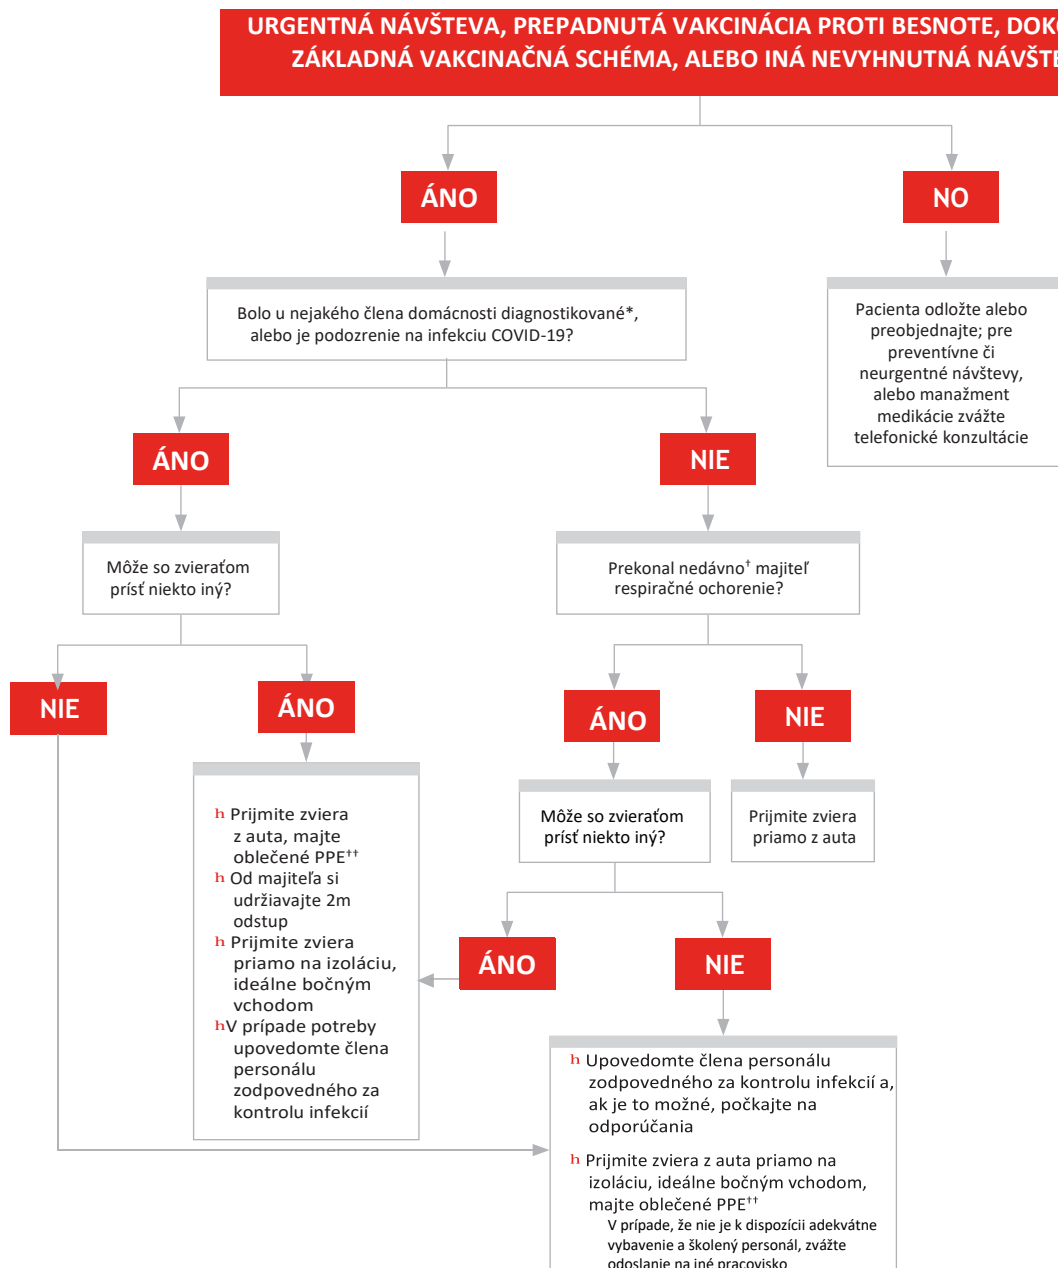 URGENTNÁ NÁVŠTEVA, PREPADNUTÁ VAKCINÁCIA PROTI BESNOTE,
ZÁKLADNÁ VAKCINAČNÁ SCHÉMA, ALEBO INÁ NEVYHNUTNÁ
ÁNO
NO
Bolo u nejakého člena domácnosti diagnostikované*,
alebo je podozrenie na infekciu COVID-19?
Pacienta odložte alebo
preobjednajte; pre
preventívne či
neurgentné návštevy,
alebo manažment
medikácie zvážte
telefonické konzultácie
ÁNO
NIE
Môže so zvieraťom
prísť niekto iný?
Prekonal nedávno† majiteľ
respiračné ochorenie?
NIE
ÁNO
ÁNO
NIE
h Prijmite zviera
z auta, majte
oblečené PPE††
h Od majiteľa si
udržiavajte 2m
odstup
h Prijmite zviera
priamo na izoláciu,
ideálne bočným
vchodom
hV prípade potreby
upovedomte člena
personálu
zodpovedného za
kontrolu infekcií
Môže so zvieraťom
prísť niekto iný?
Prijmite zviera
priamo z auta
ÁNO
NIE
h Upovedomte člena personálu
zodpovedného za kontrolu infekcií a,
ak je to možné, počkajte na
odporúčania
h Prijmite zviera z auta priamo na
izoláciu, ideálne bočným vchodom,
majte oblečené PPE††
V prípade, že nie je k dispozícii adekvátne
vybavenie a školený personál, zvážte
odoslanie na iné pracovisko